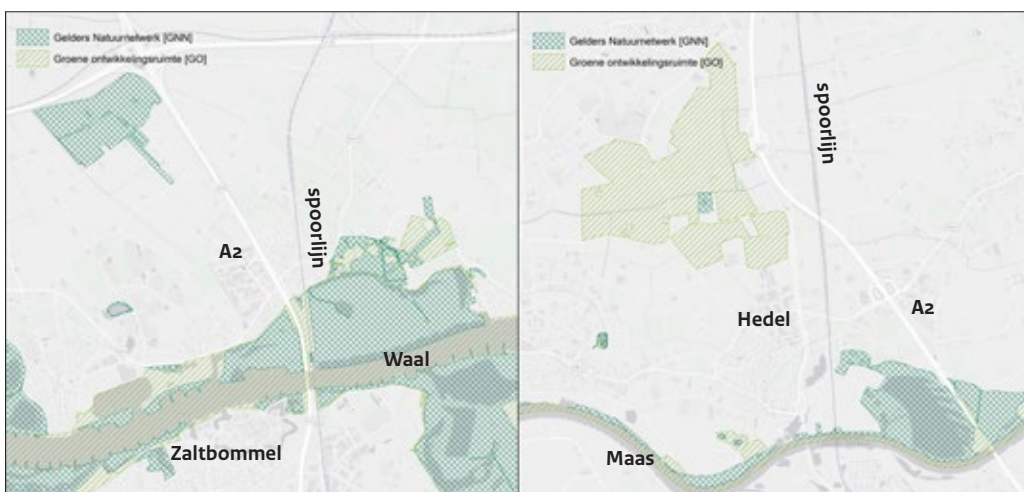 Gelders Natuurnetwerk [GNN]
Groene ontwikkelingsruimte [GO]
spoorlijn
A2
Waal
Zaltbommel
Gelders Natuurnetwerk [GNN]
Groene ontwikkelingsruimte [GO]
spoorlijn
Hedel
A2
Maas